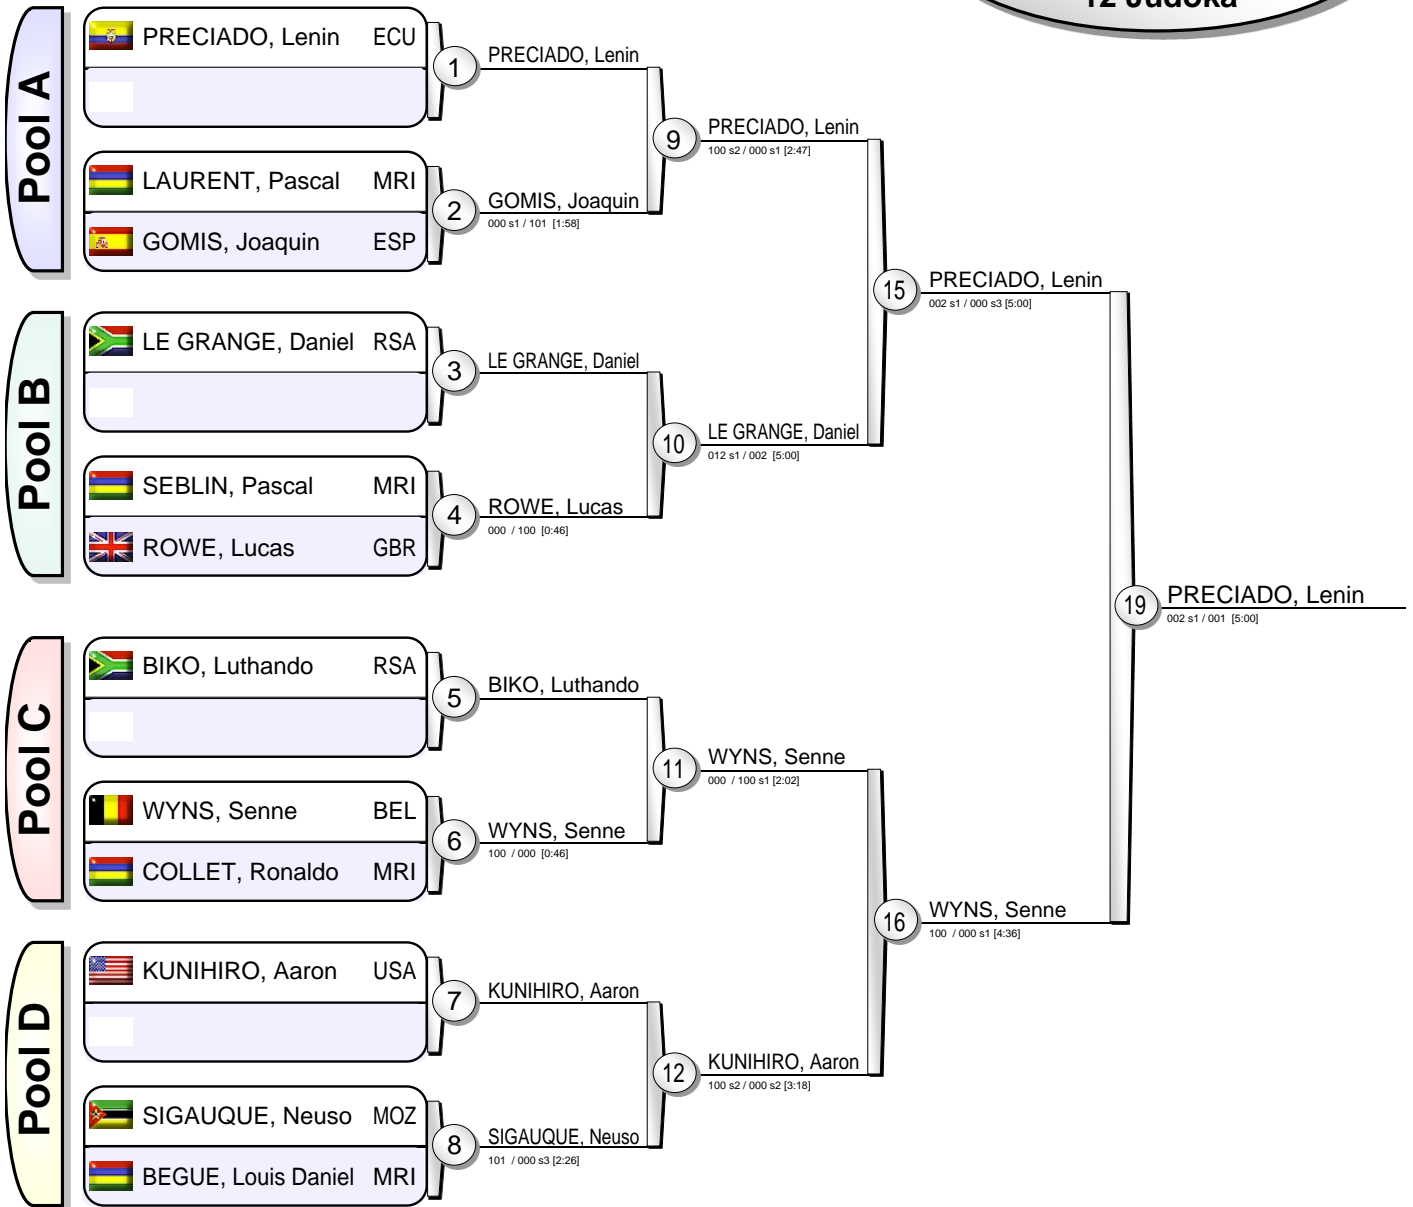 12 Judoka
Pool A
PRECIADO, Lenin ECU
1
PRECIADO, Lenin
LAURENT, Pascal MRI
GOMIS, Joaquin ESP
2
GOMIS, Joaquin
000 s1 / 101 [1:58]
9
PRECIADO, Lenin
100 s2 / 000 s1 [2:47]
Pool B
LE GRANGE, Daniel RSA
3
LE GRANGE, Daniel
SEBLIN, Pascal MRI
ROWE, Lucas GBR
4
ROWE, Lucas
000 / 100 [0:46]
10
LE GRANGE, Daniel
012 s1 / 002 [5:00]
15
PRECIADO, Lenin
002 s1 / 000 s3 [5:00]
Pool C
BIKO, Luthando RSA
5
BIKO, Luthando
WYNS, Senne BEL
COLLET, Ronaldo MRI
6
WYNS, Senne
100 / 000 [0:46]
11
WYNS, Senne
000 / 100 s1 [2:02]
Pool D
KUNIHIRO, Aaron USA
7
KUNIHIRO, Aaron
SIGAUQUE, Neuso MOZ
BEGUE, Louis Daniel MRI
8
SIGAUQUE, Neuso
101 / 000 s3 [2:26]
12
KUNIHIRO, Aaron
100 s2 / 000 s2 [3:18]
16
WYNS, Senne
100 / 000 s1 [4:36]
19
PRECIADO, Lenin
002 s1 / 001 [5:00]